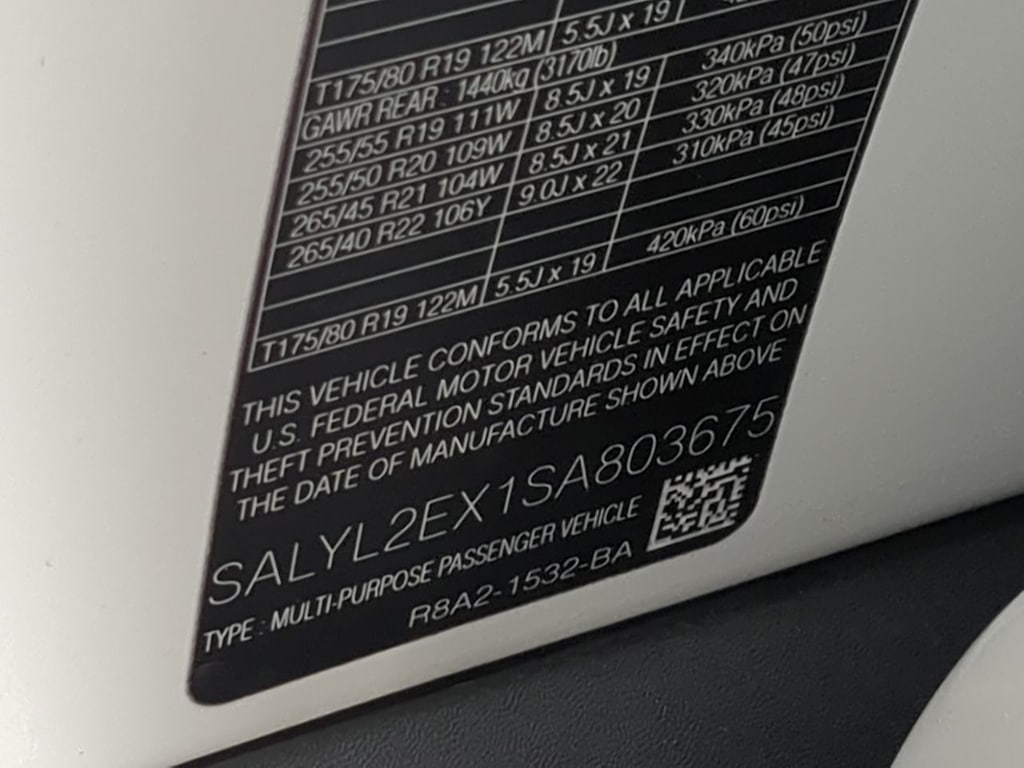 T175/80 R19 122M 5.5J x 19
GAWR REAR : 1440kg (3170lb)
255/55 R19 111W 8.5J x 19 340kPa (50psi)
255/50 R20 109W 8.5J x 20 320kPa (47psi)
265/45 R21 104W 8.5J x 21 330kPa (48psi)
265/40 R22 106Y 9.0J x 22 310kPa (45psi)
T175/80 R19 122M 5.5J x 19 420kPa (60psi)
THIS VEHICLE CONFORMS TO ALL APPLICABLE
U.S. FEDERAL MOTOR VEHICLE SAFETY AND
THEFT PREVENTION STANDARDS IN EFFECT ON
THE DATE OF MANUFACTURE SHOWN ABOVE
SALYL2EX1SA803675
TYPE : MULTI-PURPOSE PASSENGER VEHICLE
R8A2-1532-BA